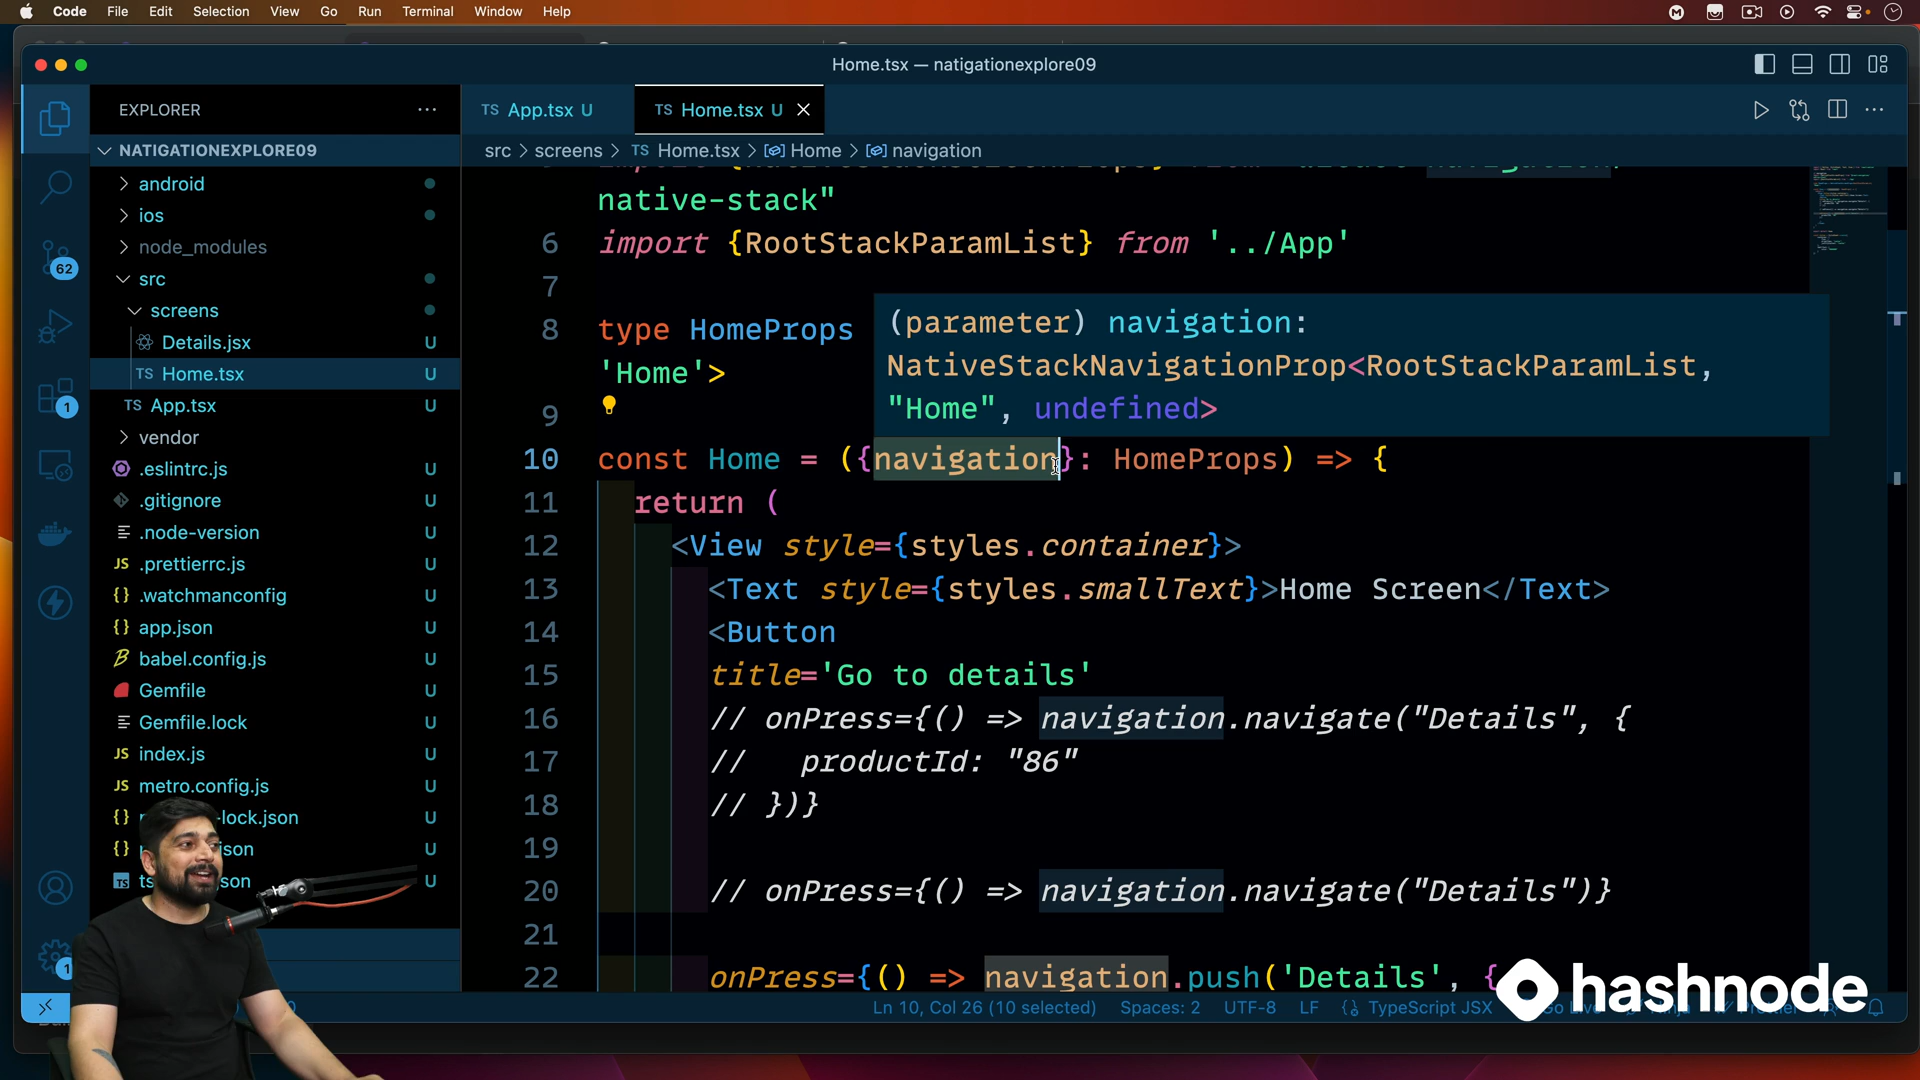 Code File Edit Selection View Go Run Terminal Window Help
Home.tsx — natigationexplore09
EXPLORER
NATIGATIONEXPLORE09
android
ios
node_modules
src
screens
Details.jsx U
TS Home.tsx U
TS App.tsx U
vendor
.eslintrc.js U
.gitignore U
.node-version U
JS .prettierrc.js U
{} .watchmanconfig U
{} app.json U
babel.config.js U
Gemfile U
Gemfile.lock U
JS index.js U
JS metro.config.js U
{} -lock.json U
{} son U
TS ts son U
62
1
1
TS App.tsx U
TS Home.tsx U
src > screens > TS Home.tsx > Home > navigation
native-stack"
6 import {RootStackParamList} from '../App'
7
8 type HomeProps
'Home'>
(parameter) navigation:
NativeStackNavigationProp<RootStackParamList,
"Home", undefined>
9
10 const Home = ({navigation}: HomeProps) => {
11 return (
12 <View style={styles.container}>
13 <Text style={styles.smallText}>Home Screen</Text>
14 <Button
15 title='Go to details'
16 // onPress={() => navigation.navigate("Details", {
17 // productId: "86"
18 // })}
19
20 // onPress={() => navigation.navigate("Details")}
21
22 onPress={() => navigation.push('Details', {
Ln 10, Col 26 (10 selected) Spaces: 2 UTF-8 LF {} TypeScript JSX
hashnode